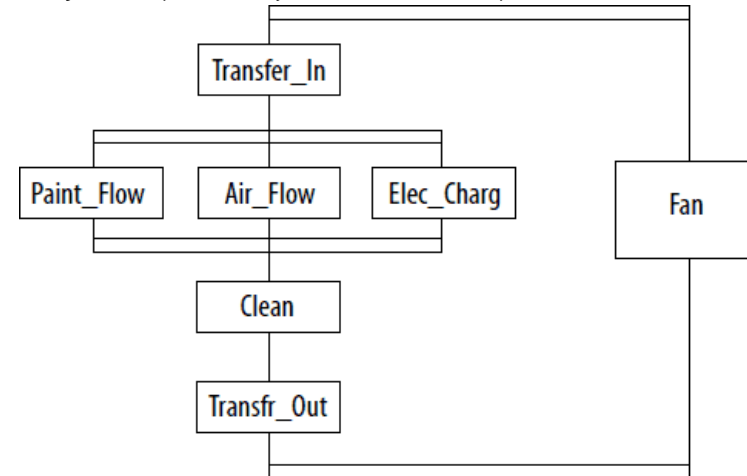 Transfer_In
Paint_Flow
Air_Flow
Elec_Charg
Fan
Clean
Transfr_Out